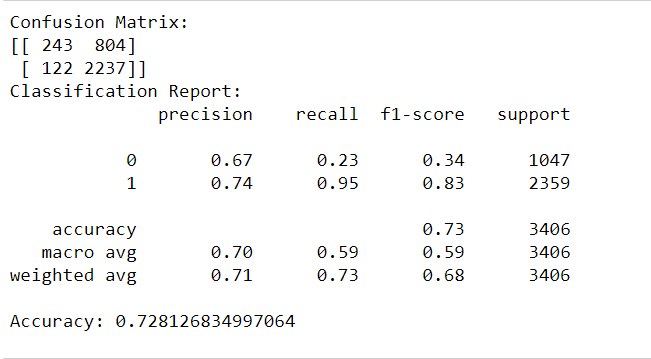 Confusion Matrix:
[[ 243  804]
 [ 122 2237]]
Classification Report:
              precision    recall  f1-score   support

           0       0.67      0.23      0.34      1047
           1       0.74      0.95      0.83      2359

    accuracy                           0.73      3406
   macro avg       0.70      0.59      0.59      3406
weighted avg       0.71      0.73      0.68      3406

Accuracy: 0.728126834997064